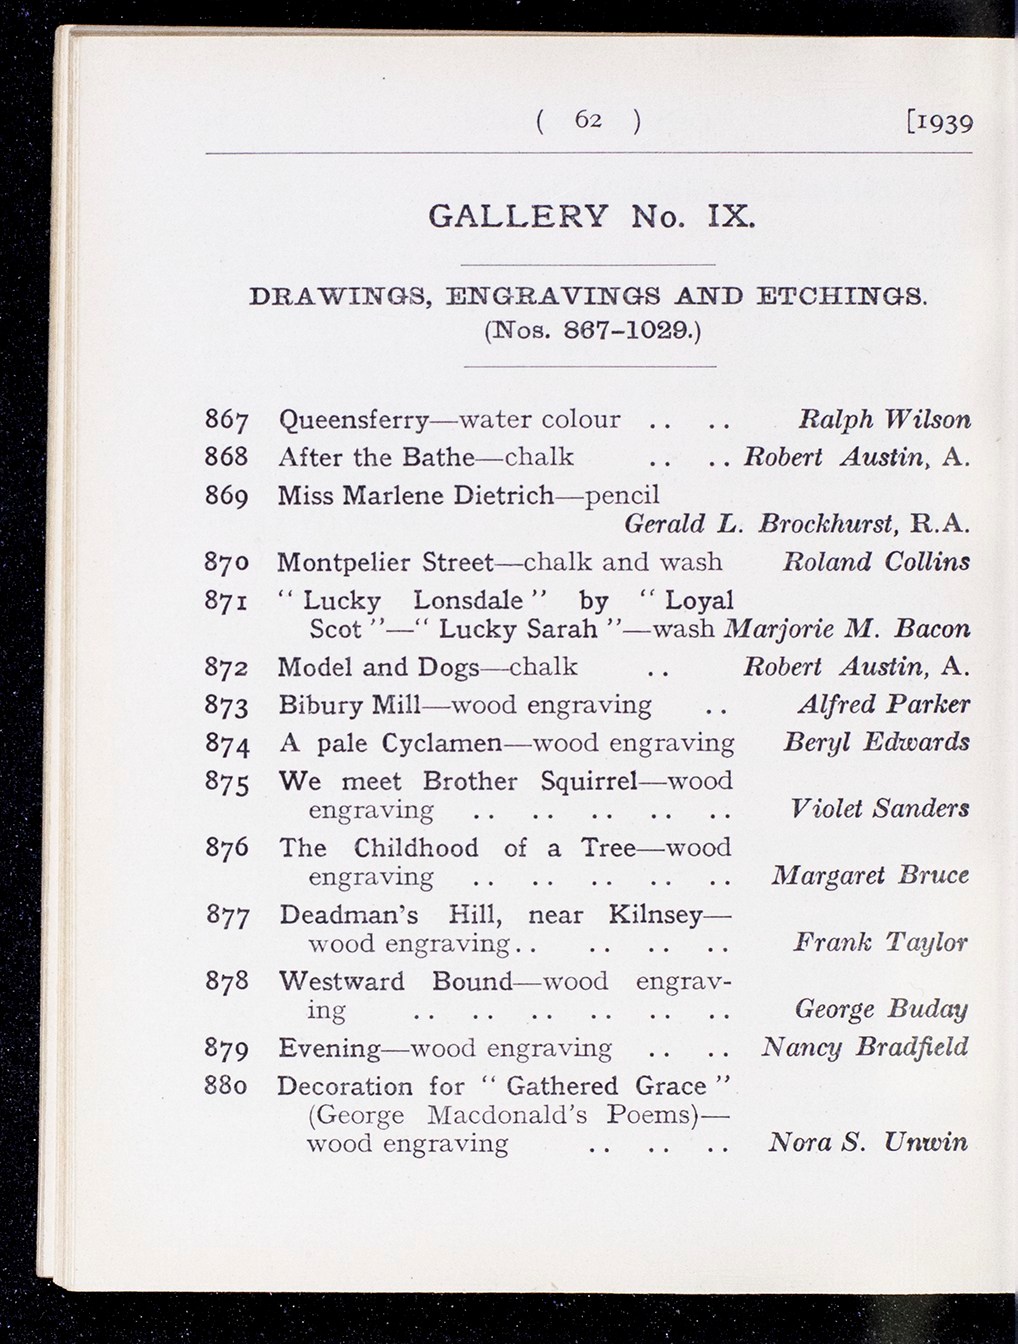 ( 62 ) [1939
GALLERY No. IX.
DRAWINGS, ENGRAVINGS AND ETCHINGS.
(Nos. 867–1029.)
867 Queensferry—water colour .. .. Ralph Wilson
868 After the Bathe—chalk .. .. Robert Austin, A.
869 Miss Marlene Dietrich—pencil
Gerald L. Brockhurst, R.A.
870 Montpelier Street—chalk and wash Roland Collins
871 “ Lucky Lonsdale ” by “ Loyal
Scot ”—“ Lucky Sarah ”—wash Marjorie M. Bacon
872 Model and Dogs—chalk .. Robert Austin, A.
873 Bibury Mill—wood engraving .. Alfred Parker
874 A pale Cyclamen—wood engraving Beryl Edwards
875 We meet Brother Squirrel—wood
engraving .. .. .. .. .. Violet Sanders
876 The Childhood of a Tree—wood
engraving .. .. .. .. .. Margaret Bruce
877 Deadman's Hill, near Kilnsey—
wood engraving .. .. .. .. Frank Taylor
878 Westward Bound—wood engrav-
ing .. .. .. .. .. .. George Buday
879 Evening—wood engraving .. .. Nancy Bradfield
880 Decoration for “ Gathered Grace ”
(George Macdonald's Poems)—
wood engraving .. .. .. Nora S. Unwin